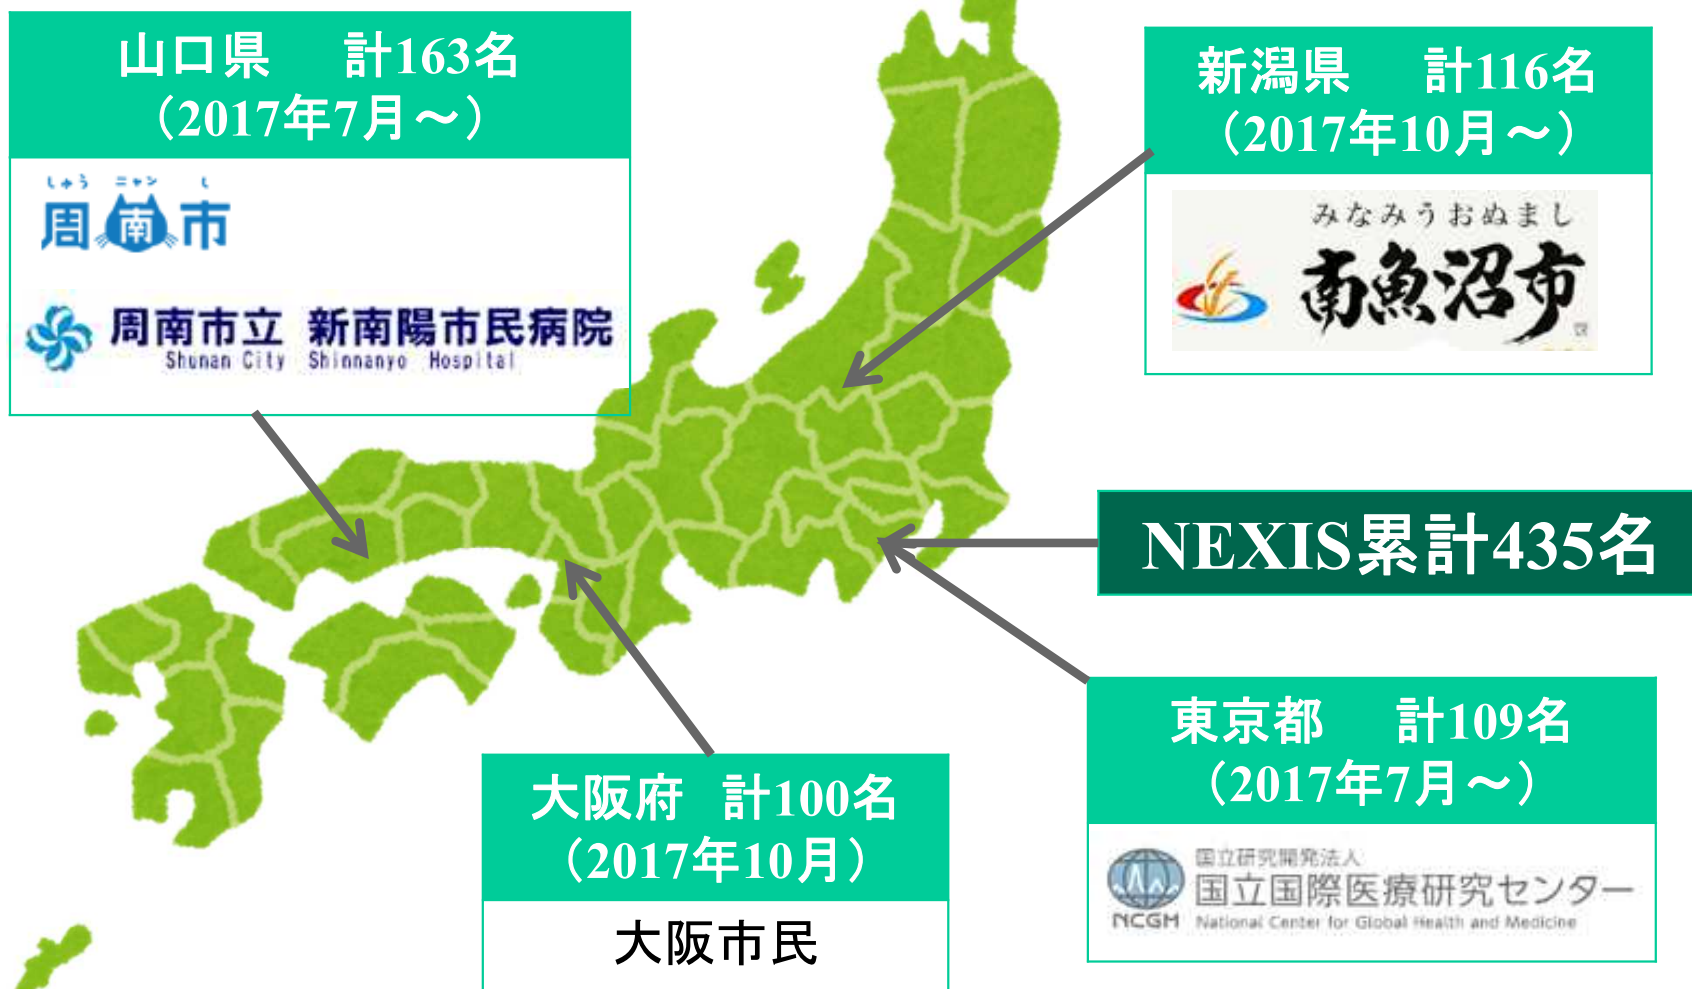 山口県　計163名
（2017年7月～）
しゅう ニャン し
周南市
周南市立 新南陽市民病院
Shunan City Shinnanyo Hospital
新潟県　計116名
（2017年10月～）
みなみうおぬまし
南魚沼市
NEXIS累計435名
東京都　計109名
（2017年7月～）
国立研究開発法人
国立国際医療研究センター
NCGM National Center for Global Health and Medicine
大阪府　計100名
（2017年10月）
大阪市民